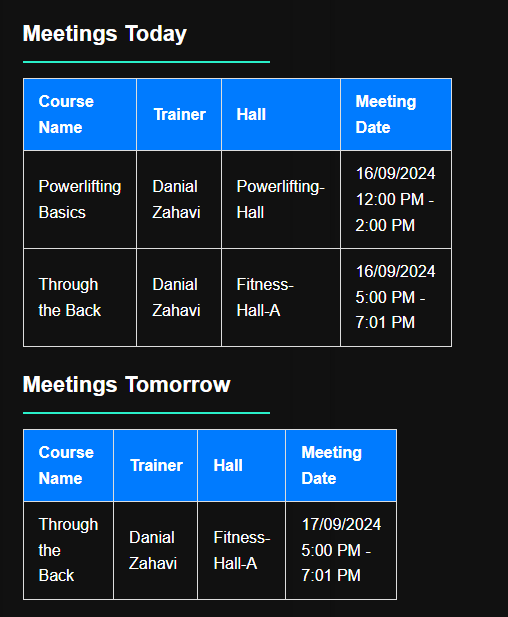 Meetings Today
Course Name Trainer Hall Meeting Date
Powerlifting Basics Danial Zahavi Powerlifting-Hall 16/09/2024 12:00 PM - 2:00 PM
Through the Back Danial Zahavi Fitness-Hall-A 16/09/2024 5:00 PM - 7:01 PM
Meetings Tomorrow
Course Name Trainer Hall Meeting Date
Through the Back Danial Zahavi Fitness-Hall-A 17/09/2024 5:00 PM - 7:01 PM